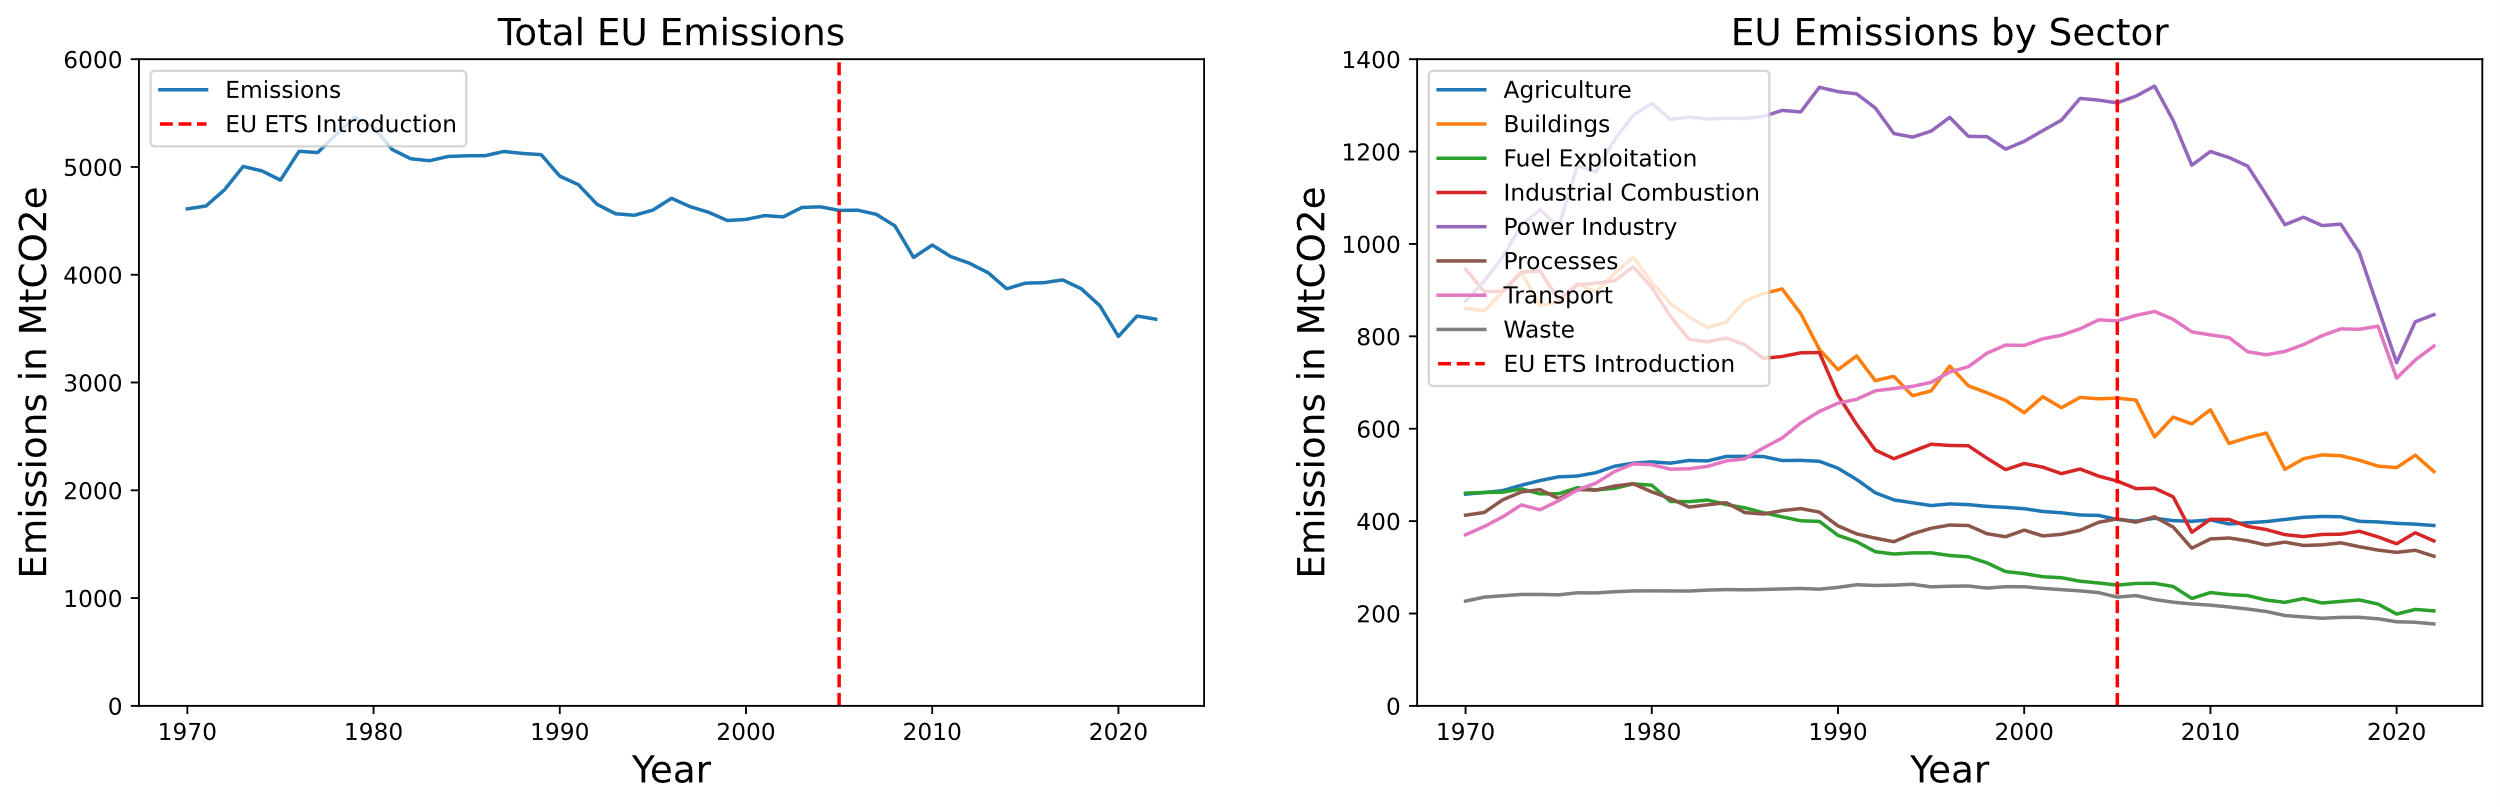 Total EU Emissions
Emissions in MtCO2e
6000
5000
4000
3000
2000
1000
0
Emissions
EU ETS Introduction
1970 1980 1990 2000 2010 2020
Year
EU Emissions by Sector
Emissions in MtCO2e
1400
1200
1000
800
600
400
200
0
Agriculture
Buildings
Fuel Exploitation
Industrial Combustion
Power Industry
Processes
Transport
Waste
EU ETS Introduction
1970 1980 1990 2000 2010 2020
Year